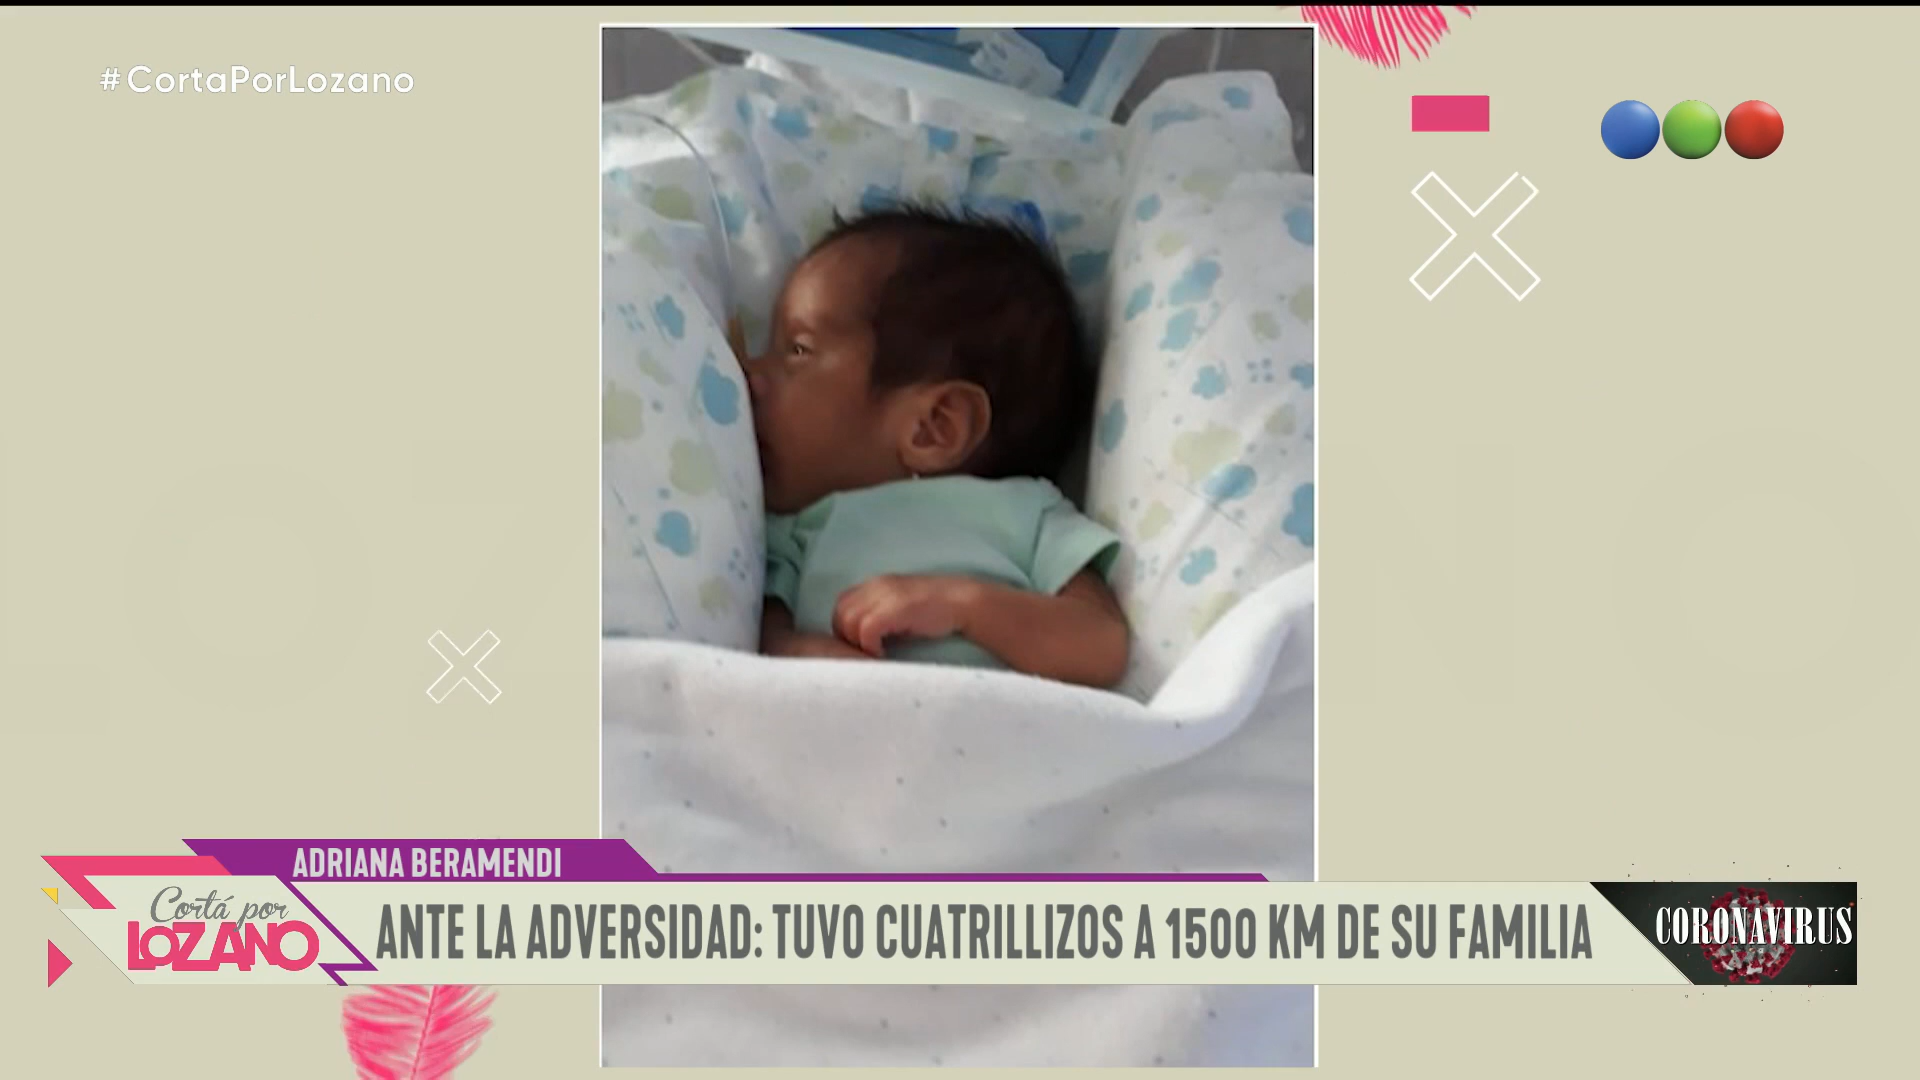 #CortaPorLozano
ADRIANA BERAMENDI
Cortá por
LOZANO
ANTE LA ADVERSIDAD: TUVO CUATRILLIZOS A 1500 KM DE SU FAMILIA
CORONAVIRUS